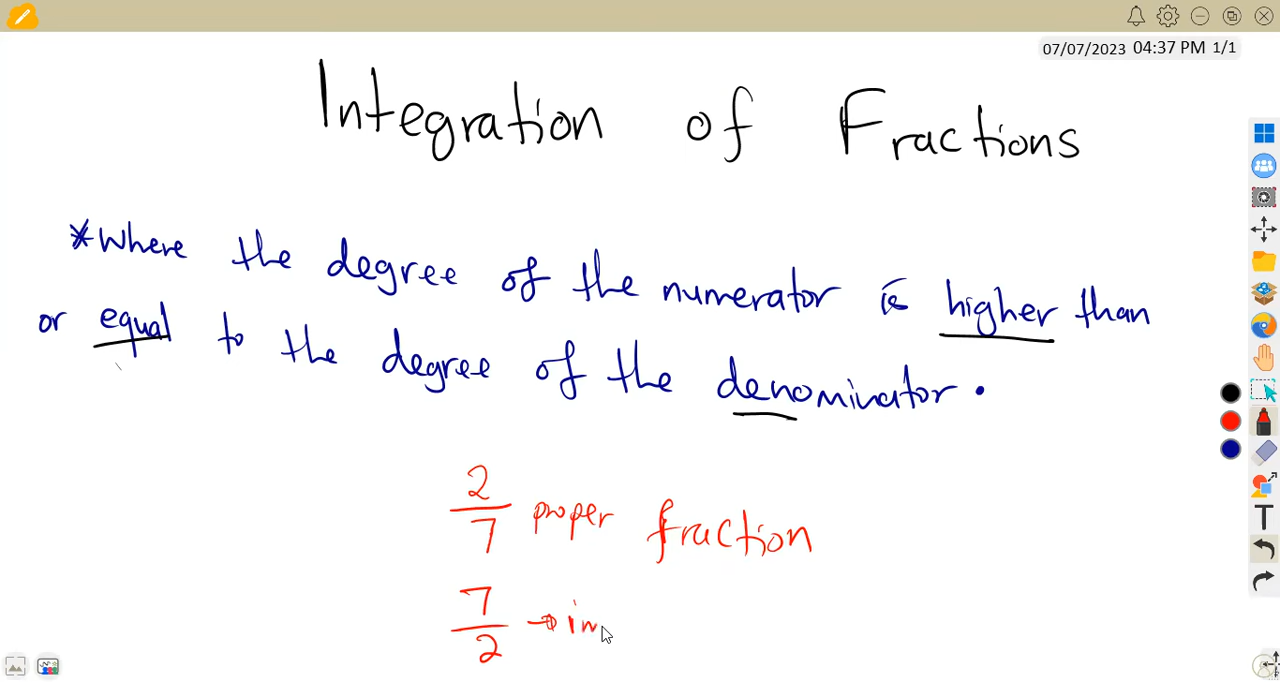 07/07/2023 04:37 PM 1/1
Integration of Fractions
*Where the degree of the numerator is higher than
or equal to the degree of the denominator.
2/7 proper fraction
7/2 → im
T